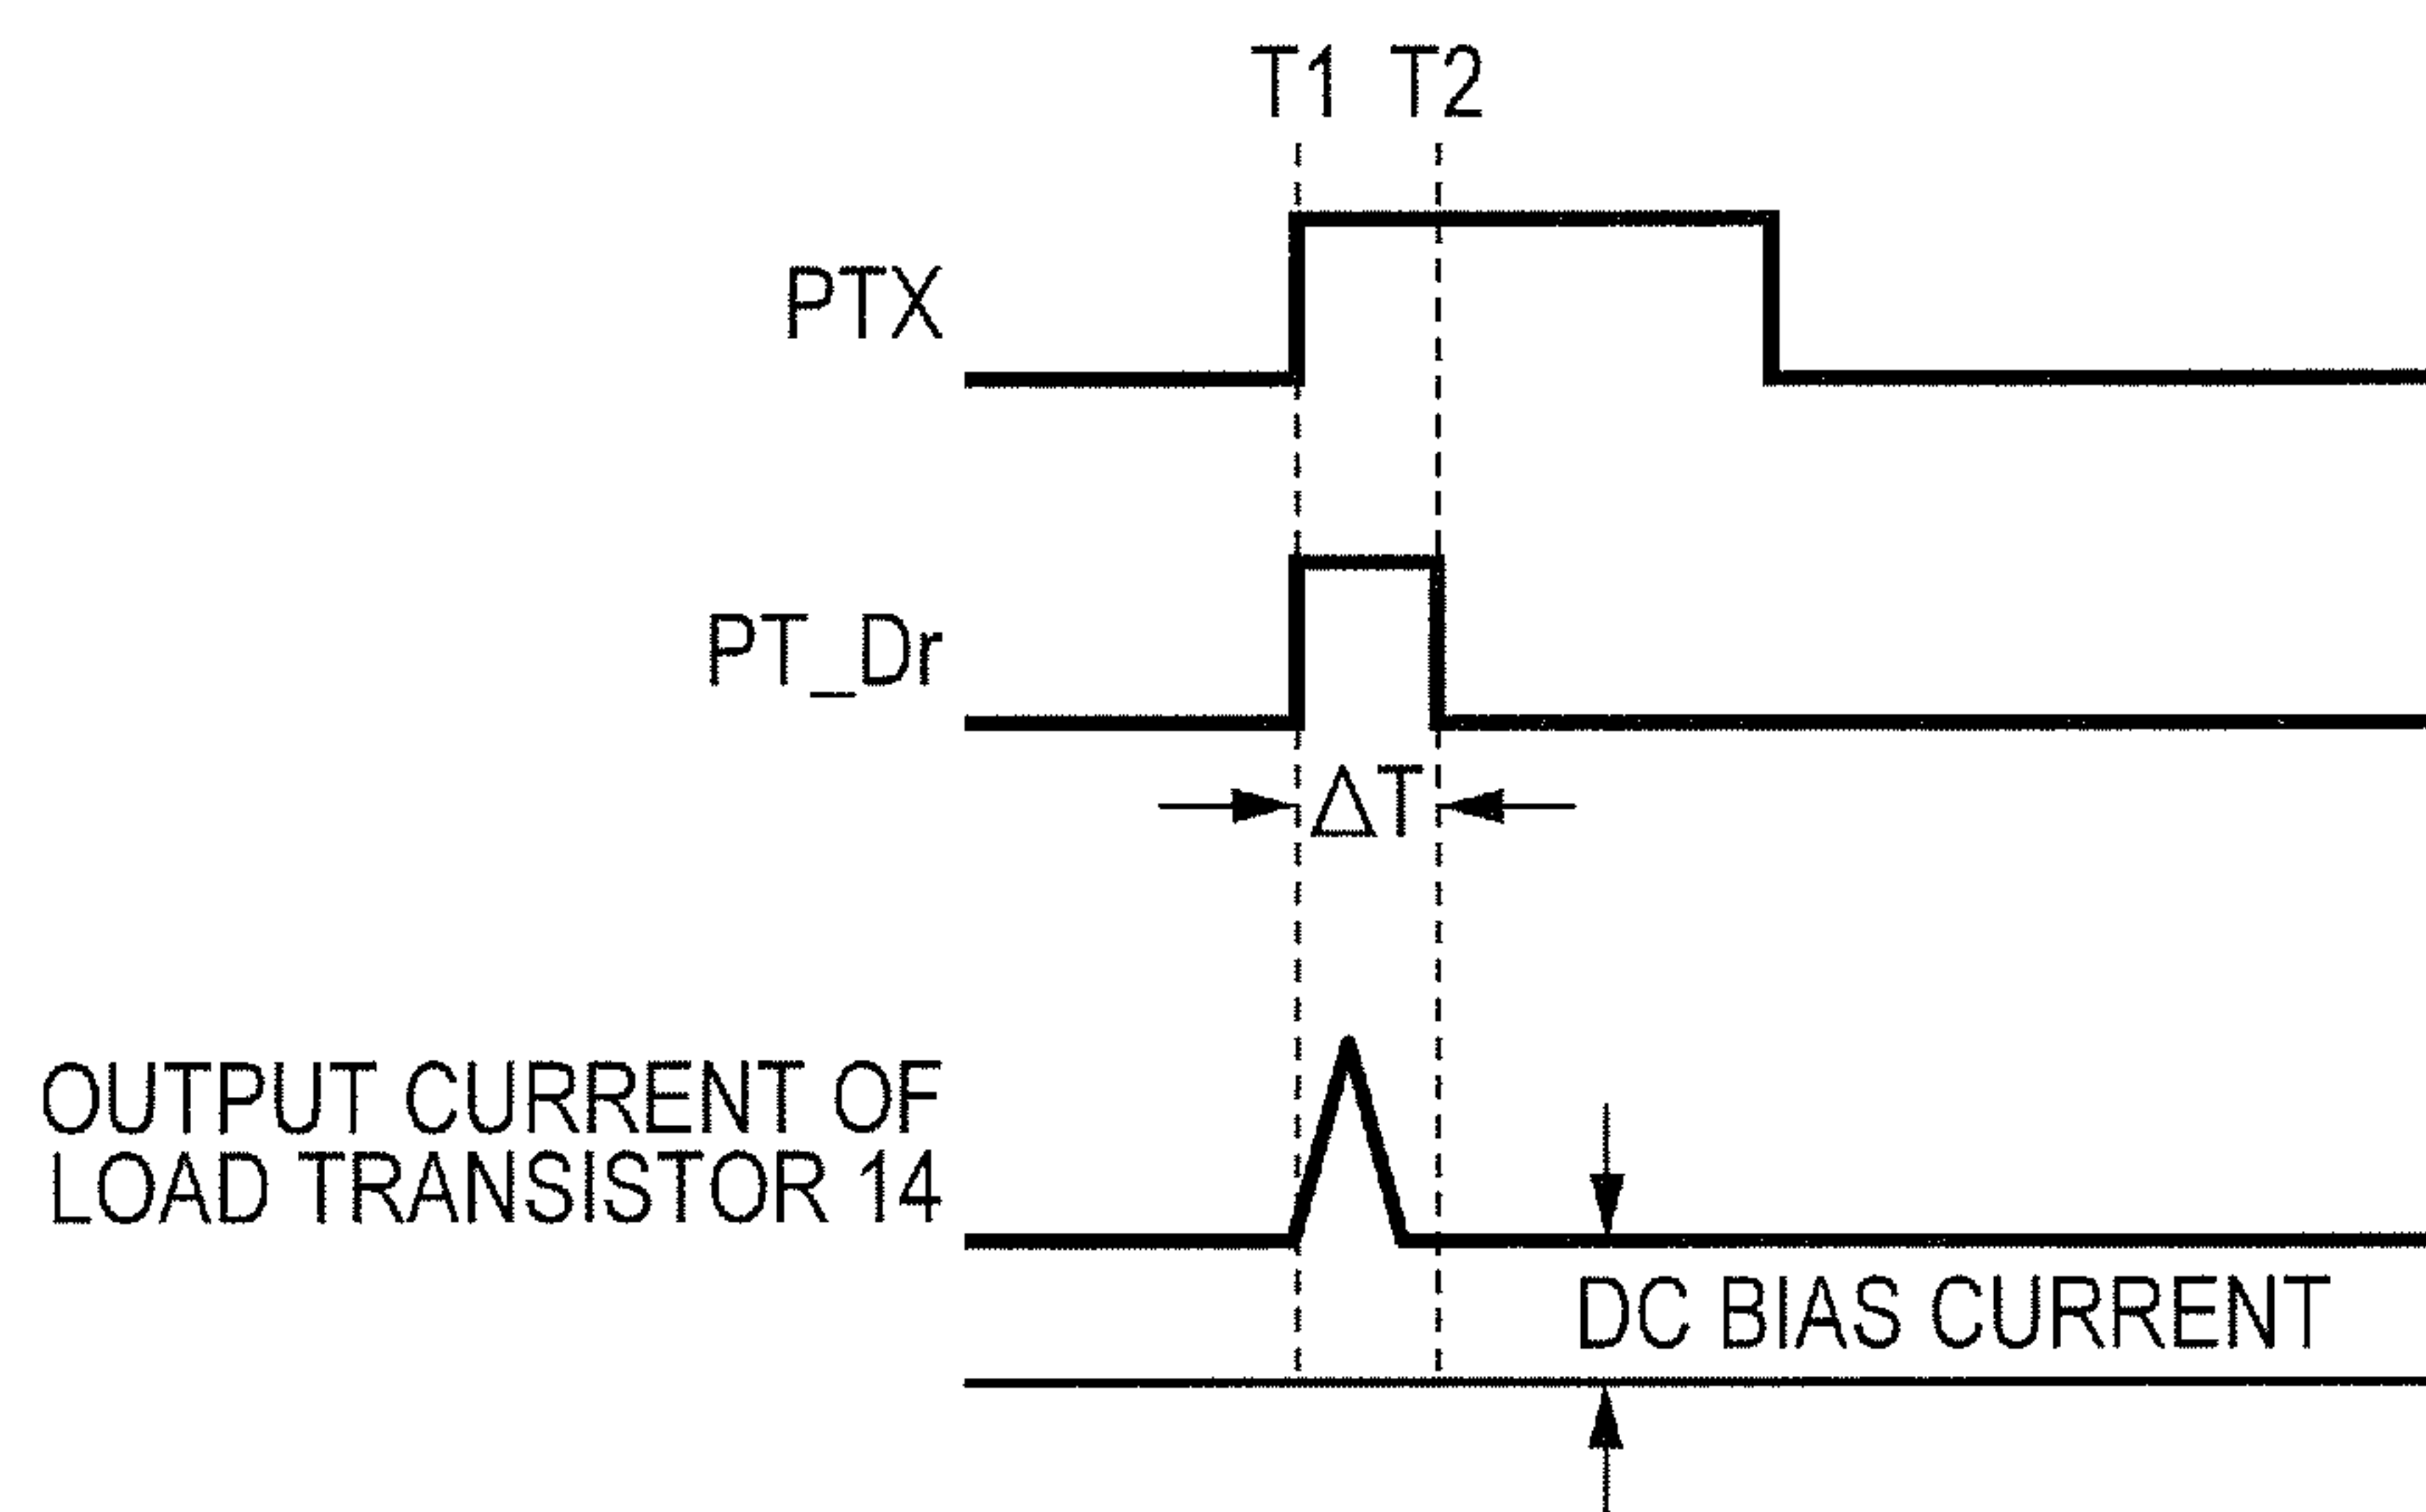 T1 T2
PTX
PT_Dr
ΔT
OUTPUT CURRENT OF
LOAD TRANSISTOR 14
DC BIAS CURRENT